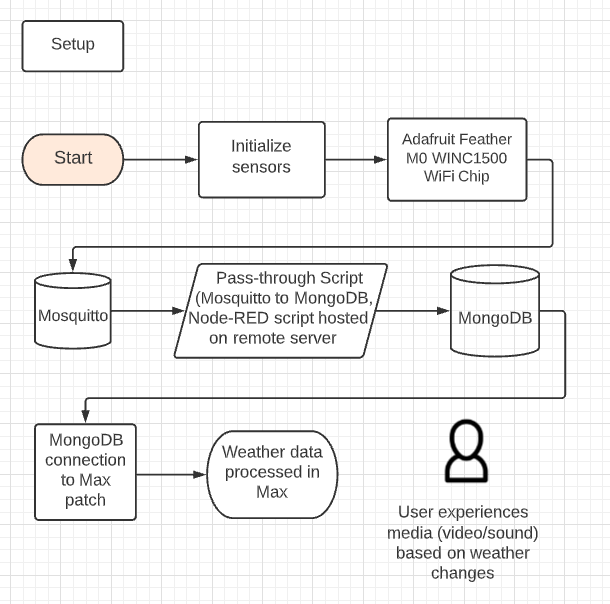 Setup
Start
Initialize
sensors
Adafruit Feather
M0 WINC1500
WiFi Chip
Mosquitto
Pass-through Script
(Mosquitto to MongoDB,
Node-RED script hosted
on remote server
MongoDB
MongoDB
connection
to Max
patch
Weather data
processed in
Max
User experiences
media (video/sound)
based on weather
changes